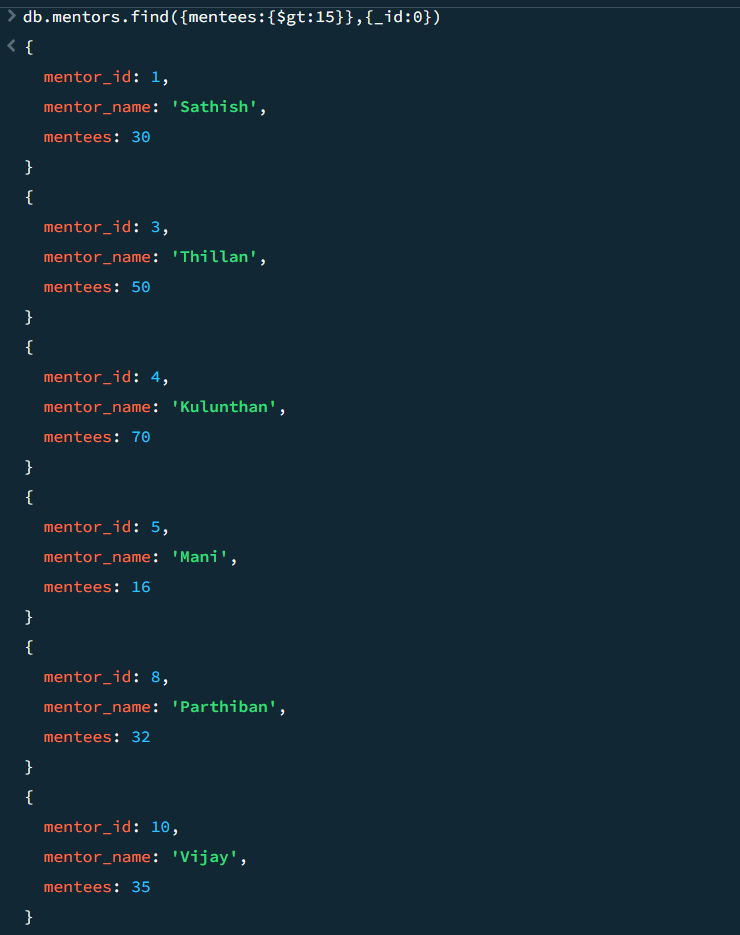 db.mentors.find({mentees:{$gt:15}},{_id:0})
{
mentor_id: 1,
mentor_name: 'Sathish',
mentees: 30
}
{
mentor_id: 3,
mentor_name: 'Thillan',
mentees: 50
}
{
mentor_id: 4,
mentor_name: 'Kulunthan',
mentees: 70
}
{
mentor_id: 5,
mentor_name: 'Mani',
mentees: 16
}
{
mentor_id: 8,
mentor_name: 'Parthiban',
mentees: 32
}
{
mentor_id: 10,
mentor_name: 'Vijay',
mentees: 35
}